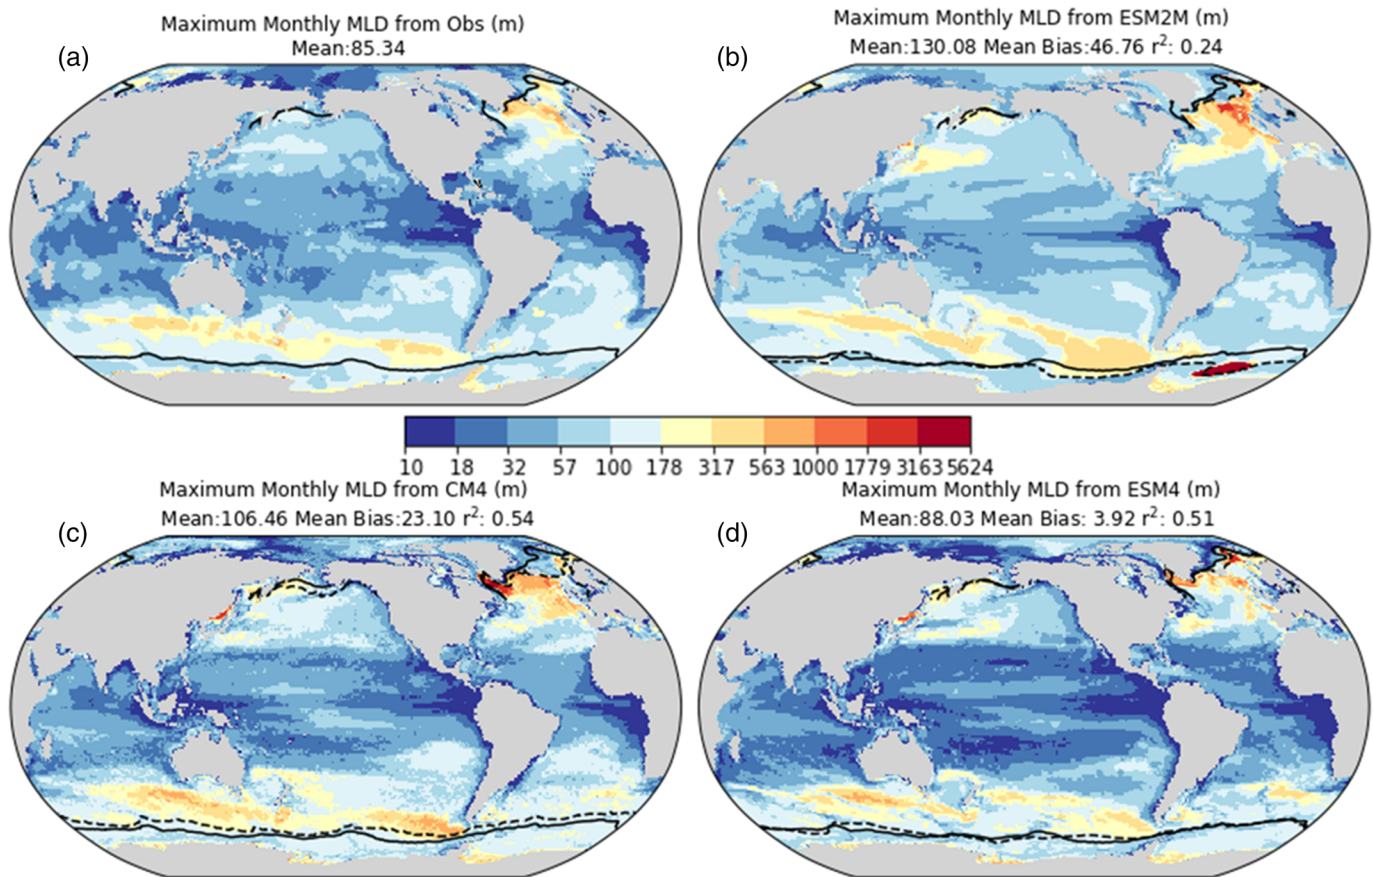 Maximum Monthly MLD from Obs (m)
Mean:85.34
(a)
Maximum Monthly MLD from ESM2M (m)
Mean:130.08 Mean Bias:46.76 r²: 0.24
(b)
10 18 32 57 100 178 317 563 1000 1779 3163 5624
Maximum Monthly MLD from CM4 (m)
Mean:106.46 Mean Bias:23.10 r²: 0.54
(c)
Maximum Monthly MLD from ESM4 (m)
Mean:88.03 Mean Bias: 3.92 r²: 0.51
(d)